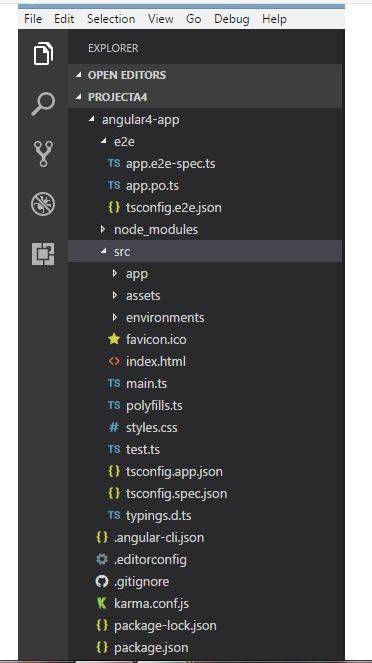 File Edit Selection View Go Debug Help
EXPLORER
OPEN EDITORS
PROJECTA4
angular4-app
e2e
TS app.e2e-spec.ts
TS app.po.ts
{} tsconfig.e2e.json
node_modules
src
app
assets
environments
favicon.ico
<> index.html
TS main.ts
TS polyfills.ts
# styles.css
TS test.ts
{} tsconfig.app.json
{} tsconfig.spec.json
TS typings.d.ts
{} .angular-cli.json
.editorconfig
.gitignore
karma.conf.js
{} package-lock.json
{} package.json